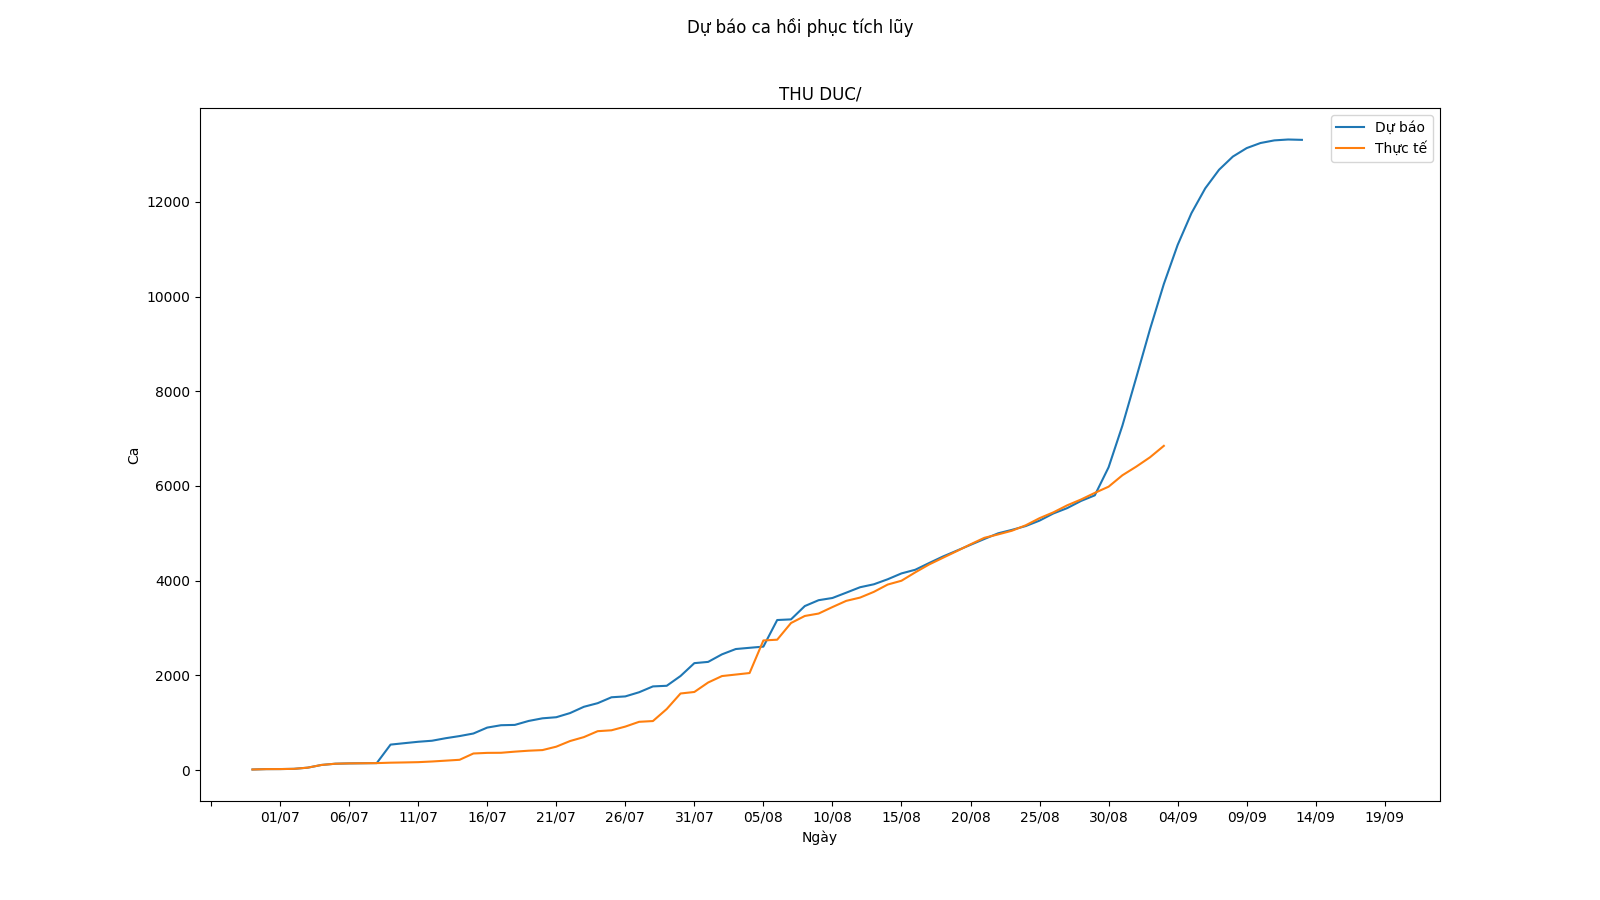 Dự báo ca hồi phục tích lũy
THU DUC/
Dự báo
Thực tế
12000
10000
8000
6000
4000
2000
0
Ca
01/07 06/07 11/07 16/07 21/07 26/07 31/07 05/08 10/08 15/08 20/08 25/08 30/08 04/09 09/09 14/09 19/09
Ngày